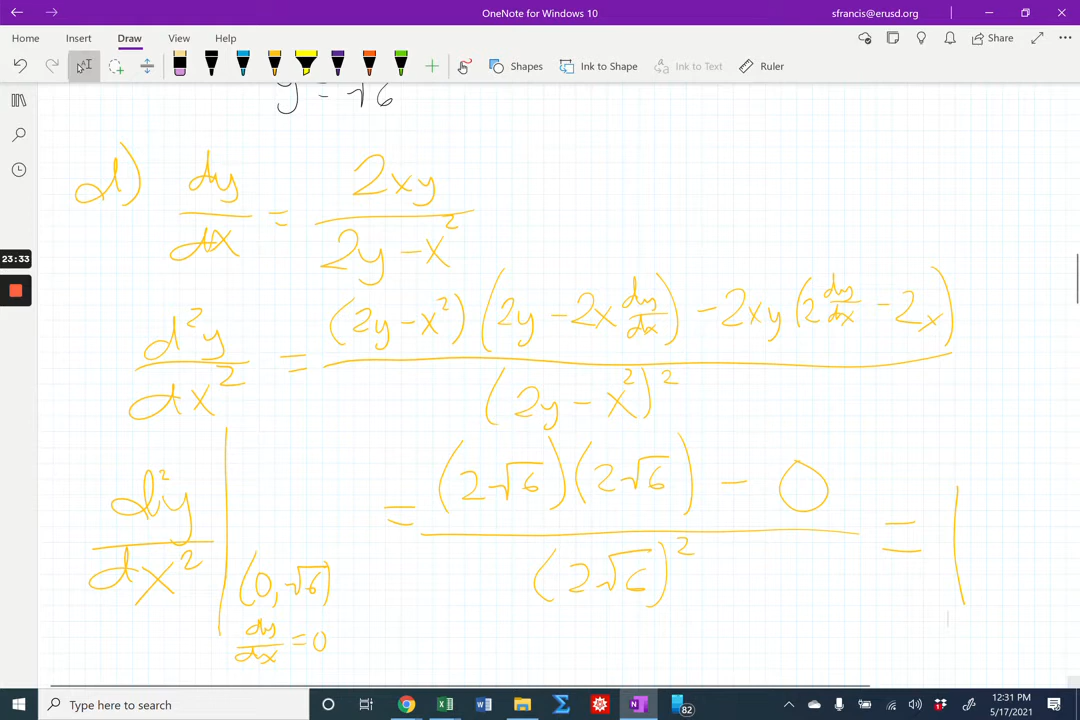 OneNote for Windows 10
sfrancis@erusd.org
Home Insert Draw View Help
Share
Shapes
Ink to Shape
Ink to Text
Ruler
y = √6
d) dy/dx = 2xy/(2y - x²)
d²y/dx² = ((2y - x²)(2y - 2x dy/dx) - 2xy(2 dy/dx - 2x))/(2y - x²)²
d²y/dx² | (0, √6) = ((2√6)(2√6) - 0)/(2√6)² = 1
dy/dx = 0
23:33
Type here to search
82
12:31 PM
5/17/2021